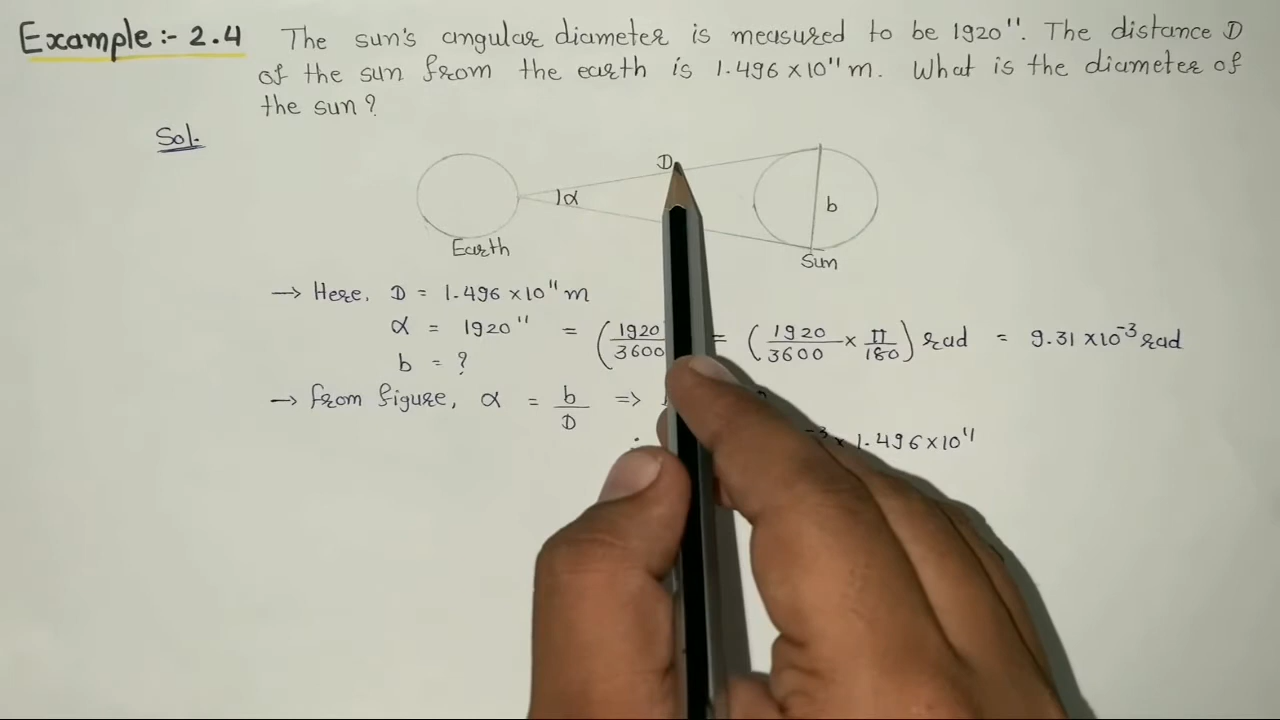 Example:- 2.4 The sun's angular diameter is measured to be 1920". The distance D
of the sun from the earth is 1.496 × 10¹¹ m. What is the diameter of
the sun?
Sol.
D
α
b
Earth
Sun
→ Here, D = 1.496 × 10¹¹ m
α = 1920" = (1920/3600 = (1920/3600 × π/180) rad = 9.31 × 10⁻³ rad
b = ?
→ from figure, α = b/D ⇒
⁻³ × 1.496 × 10¹¹